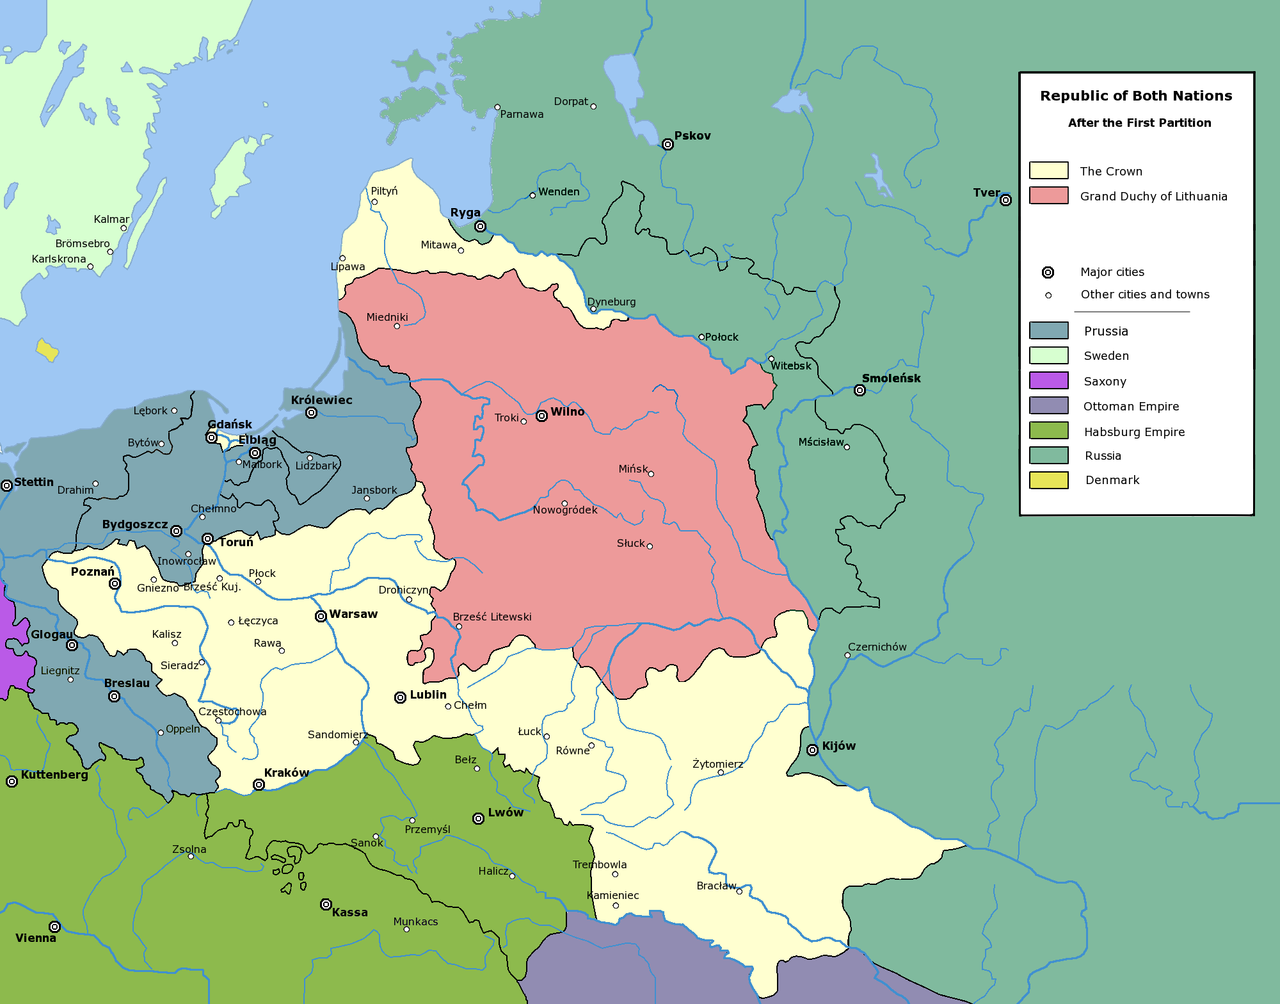 Republic of Both Nations
After the First Partition
The Crown
Grand Duchy of Lithuania
Major cities
Other cities and towns
Prussia
Sweden
Saxony
Ottoman Empire
Habsburg Empire
Russia
Denmark
Dorpat
Parnawa
Pskov
Tver
Piltyń
Wenden
Ryga
Kalmar
Mitawa
Brömsebro
Karlskrona
Lipawa
Dyneburg
Miedniki
Połock
Witebsk
Smoleńsk
Królewiec
Lębork
Wilno
Troki
Gdańsk
Elbląg
Bytów
Mścisław
Malbork
Lidzbark
Mińsk
Stettin
Drahim
Jansbork
Chełmno
Nowogródek
Bydgoszcz
Toruń
Słuck
Inowrocław
Poznań
Płock
Gniezno
Brześć Kuj.
Drohiczyn
Warsaw
Brześć Litewski
Łęczyca
Glogau
Kalisz
Rawa
Czernichów
Sieradz
Liegnitz
Breslau
Lublin
Chełm
Częstochowa
Oppeln
Sandomierz
Łuck
Równe
Kijów
Bełz
Żytomierz
Kuttenberg
Kraków
Lwów
Przemyśl
Sanok
Zsolna
Trembowla
Halicz
Bracław
Kamieniec
Kassa
Munkacs
Vienna